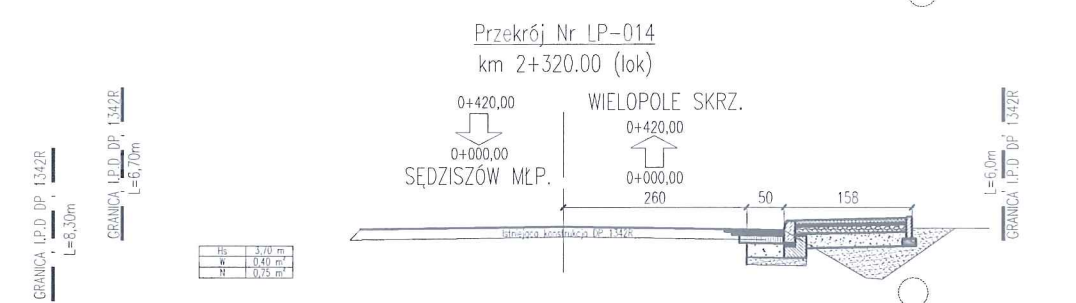 Przekrój Nr LP-014
km 2+320.00 (lok)
0+420,00
0+000,00
SĘDZISZÓW MŁP.
WIELOPOLE SKRZ.
0+420,00
0+000,00
260
50
158
GRANICA I.P.D DP 1342R
L=8,30m
GRANICA I.P.D DP, 1342R
L=6,70m
L=6,0m
GRANICA I.P.D DP, 1342R
Istniejąca konstrukcja DP 1342R
Hs 3,70 m
W 0,40 m²
N 0,75 m²